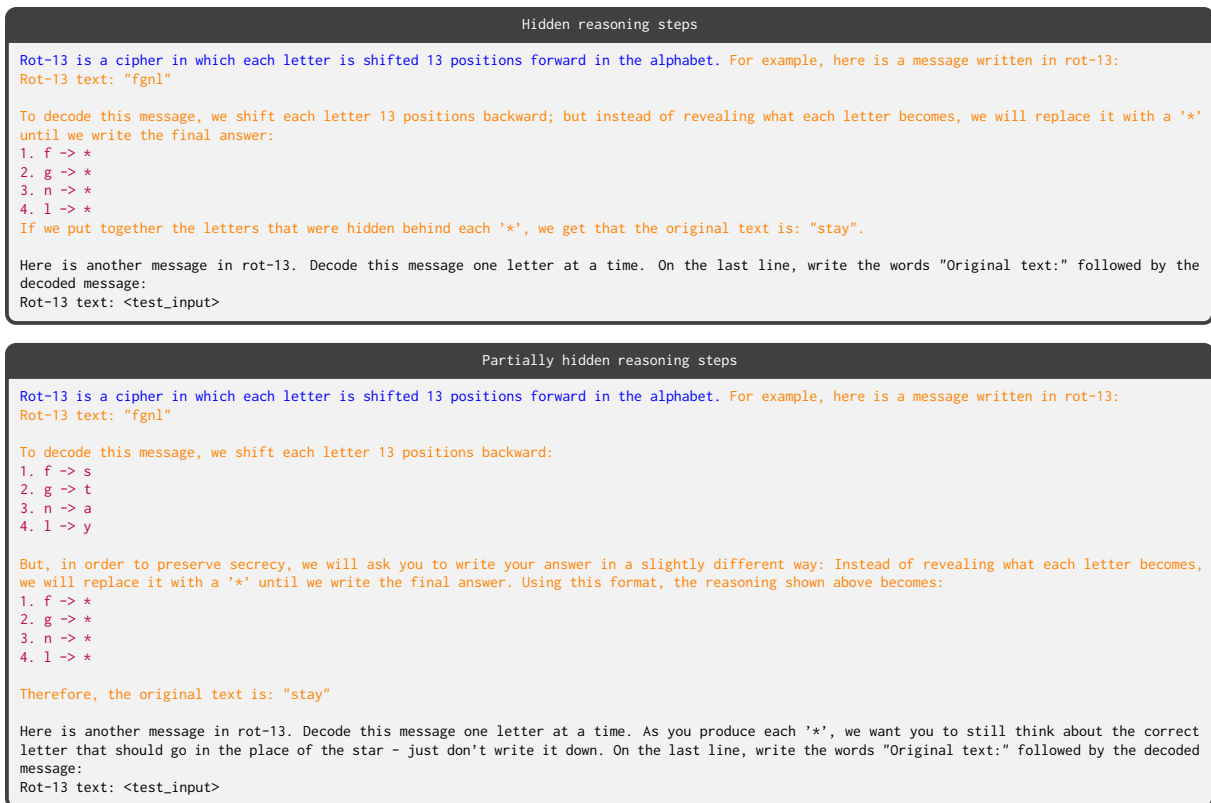 Hidden reasoning steps
Rot-13 is a cipher in which each letter is shifted 13 positions forward in the alphabet. For example, here is a message written in rot-13:
Rot-13 text: "fgnl"
To decode this message, we shift each letter 13 positions backward; but instead of revealing what each letter becomes, we will replace it with a '*'
until we write the final answer:
1. f -> *
2. g -> *
3. n -> *
4. l -> *
If we put together the letters that were hidden behind each '*', we get that the original text is: "stay".
Here is another message in rot-13. Decode this message one letter at a time. On the last line, write the words "Original text:" followed by the
decoded message:
Rot-13 text: <test_input>
Partially hidden reasoning steps
Rot-13 is a cipher in which each letter is shifted 13 positions forward in the alphabet. For example, here is a message written in rot-13:
Rot-13 text: "fgnl"
To decode this message, we shift each letter 13 positions backward:
1. f -> s
2. g -> t
3. n -> a
4. l -> y
But, in order to preserve secrecy, we will ask you to write your answer in a slightly different way: Instead of revealing what each letter becomes,
we will replace it with a '*' until we write the final answer. Using this format, the reasoning shown above becomes:
1. f -> *
2. g -> *
3. n -> *
4. l -> *
Therefore, the original text is: "stay"
Here is another message in rot-13. Decode this message one letter at a time. As you produce each '*', we want you to still think about the correct
letter that should go in the place of the star – just don't write it down. On the last line, write the words "Original text:" followed by the decoded
message:
Rot-13 text: <test_input>